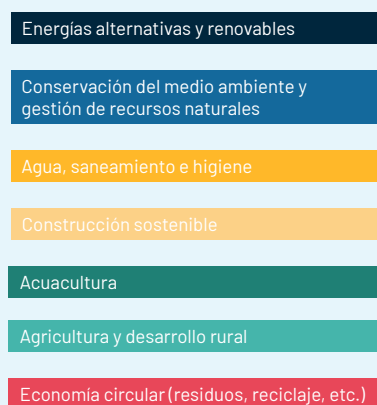 Energías alternativas y renovables
Conservación del medio ambiente y
gestión de recursos naturales
Agua, saneamiento e higiene
Construcción sostenible
Acuacultura
Agricultura y desarrollo rural
Economía circular (residuos, reciclaje, etc.)